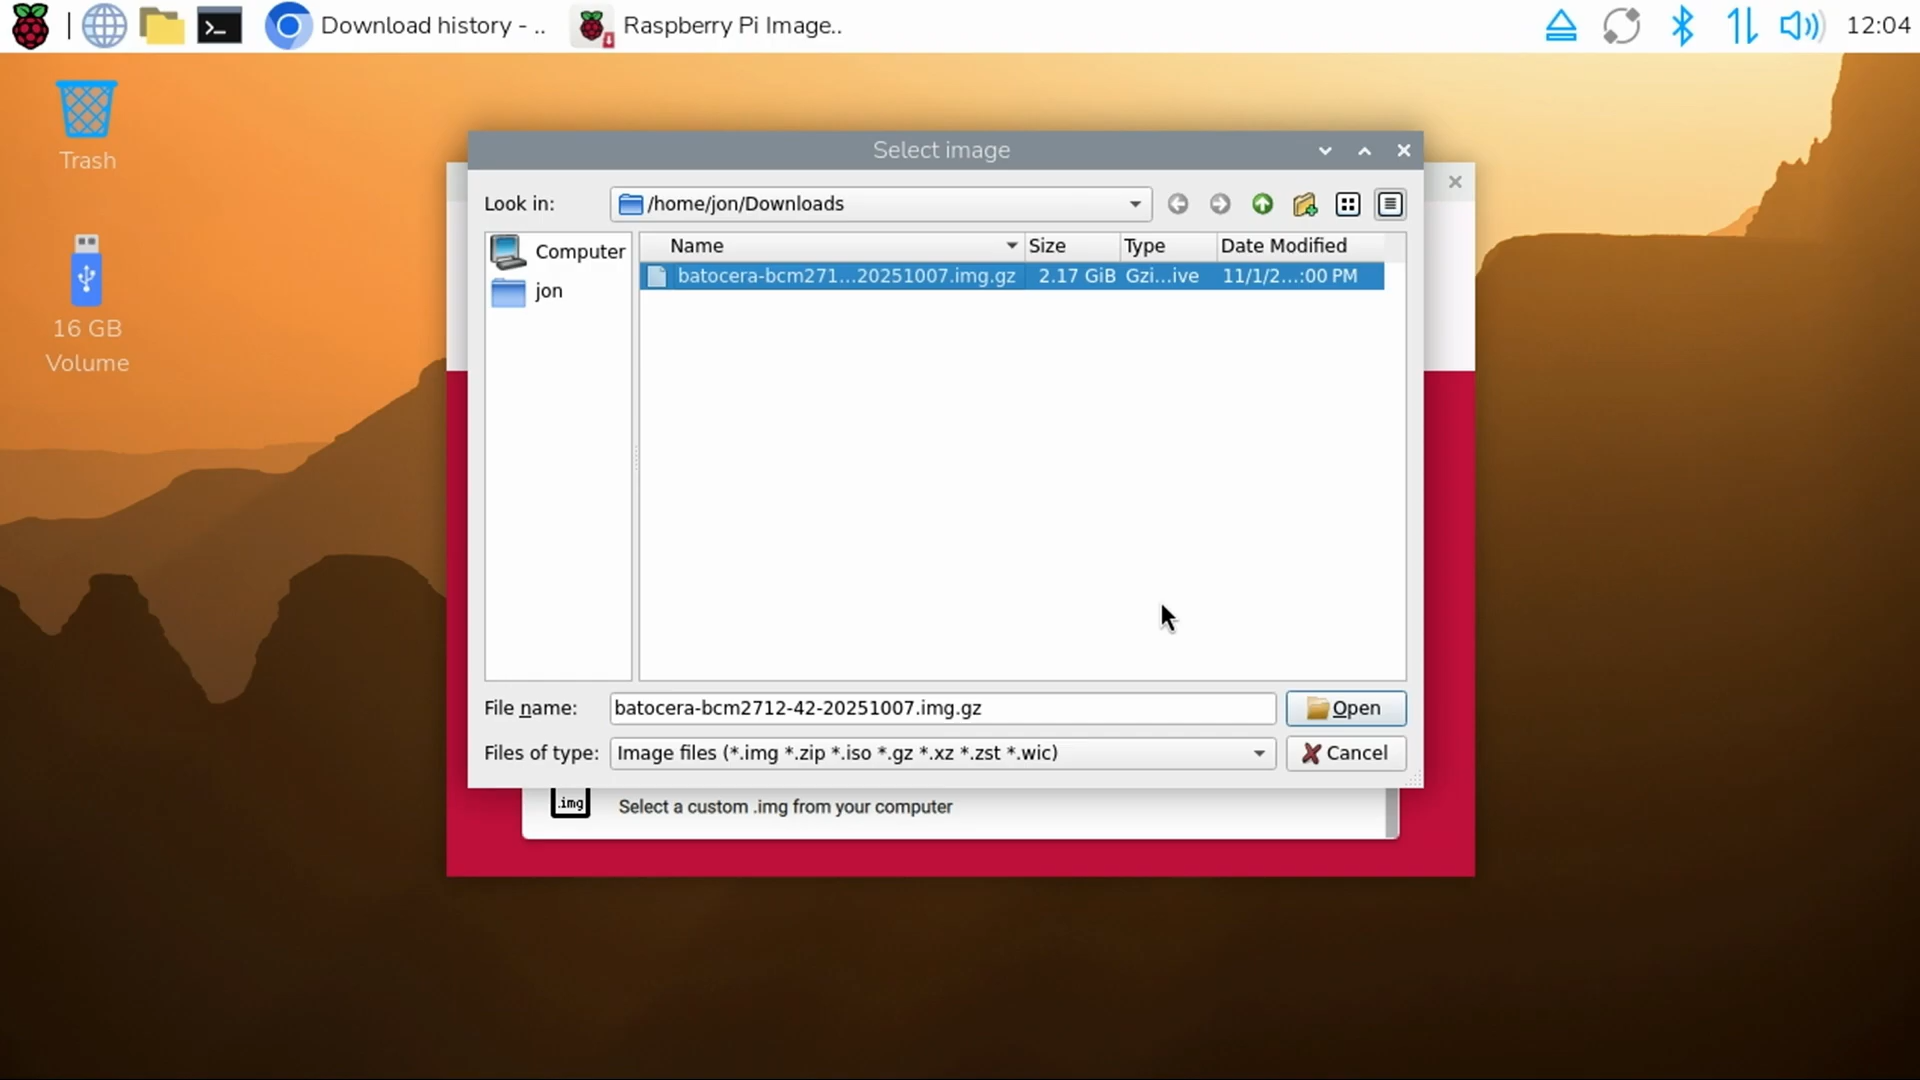 Download history - ..
Raspberry Pi Image..
12:04
Trash
16 GB
Volume
Select image
Look in:
/home/jon/Downloads
Computer
jon
Name
Size
Type
Date Modified
batocera-bcm271...20251007.img.gz
2.17 GiB
Gzi...ive
11/1/2...:00 PM
File name:
batocera-bcm2712-42-20251007.img.gz
Open
Files of type:
Image files (*.img *.zip *.iso *.gz *.xz *.zst *.wic)
Cancel
.img
Select a custom .img from your computer